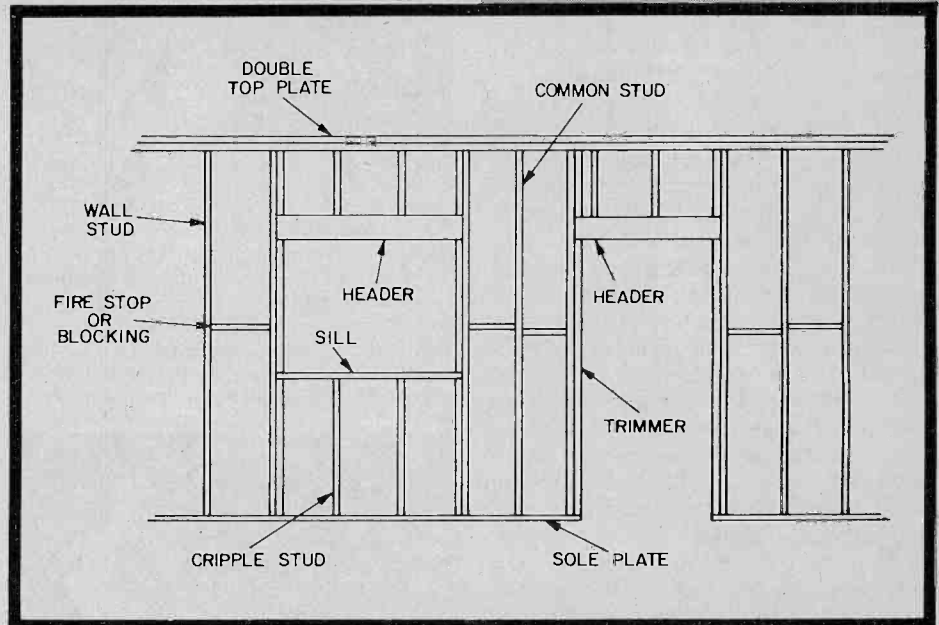 DOUBLE
TOP PLATE
COMMON STUD
WALL
STUD
HEADER
HEADER
FIRE STOP
OR
BLOCKING
SILL
TRIMMER
CRIPPLE STUD
SOLE PLATE